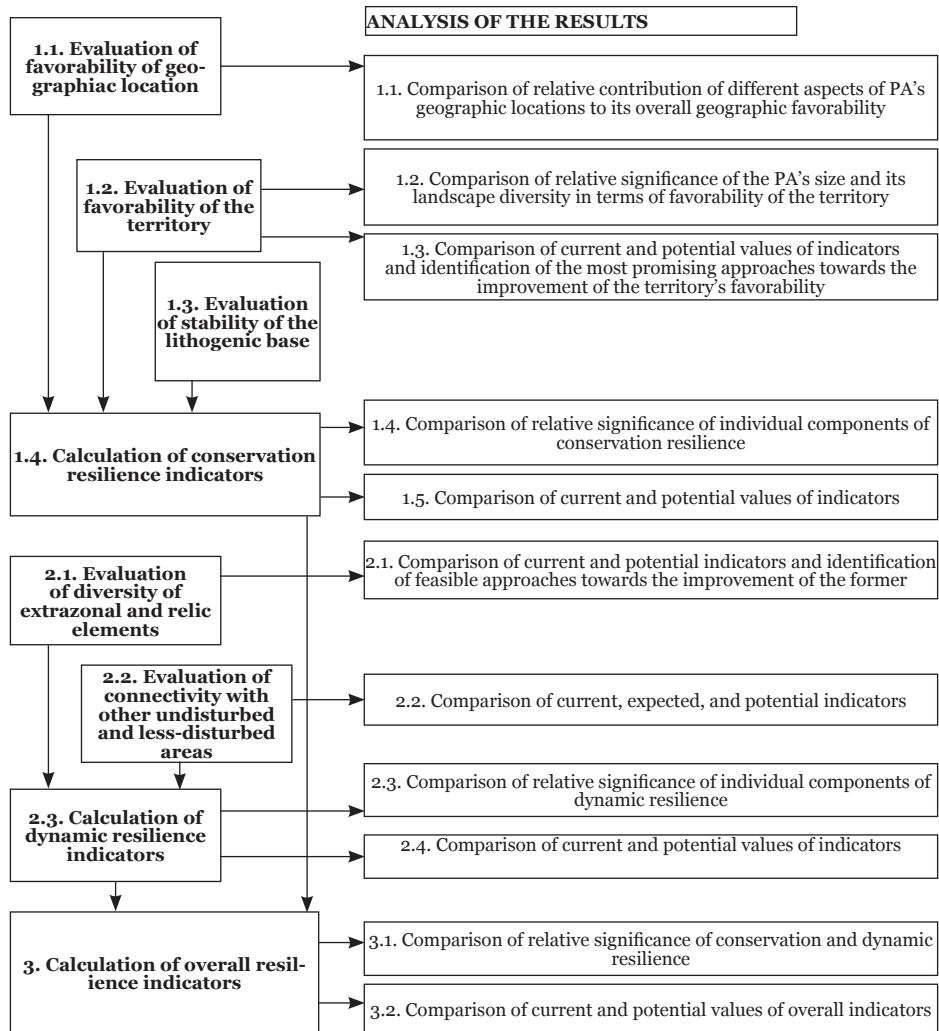 ANALYSIS OF THE RESULTS
1.1. Evaluation of
favorability of geo-
graphiac location
1.1. Comparison of relative contribution of different aspects of PA's
geographic locations to its overall geographic favorability
1.2. Evaluation of
favorability of the
territory
1.2. Comparison of relative significance of the PA's size and its
landscape diversity in terms of favorability of the territory
1.3. Comparison of current and potential values of indicators
and identification of the most promising approaches towards the
improvement of the territory's favorability
1.3. Evaluation
of stability of the
lithogenic base
1.4. Calculation of conservation
resilience indicators
1.4. Comparison of relative significance of individual components of
conservation resilience
1.5. Comparison of current and potential values of indicators
2.1. Evaluation
of diversity of
extrazonal and relic
elements
2.1. Comparison of current and potential indicators and identification
of feasible approaches towards the improvement of the former
2.2. Evaluation of
connectivity with
other undisturbed
and less-disturbed
areas
2.2. Comparison of current, expected, and potential indicators
2.3. Calculation of
dynamic resilience
indicators
2.3. Comparison of relative significance of individual components of
dynamic resilience
2.4. Comparison of current and potential values of indicators
3. Calculation of overall resil-
ience indicators
3.1. Comparison of relative significance of conservation and dynamic
resilience
3.2. Comparison of current and potential values of overall indicators